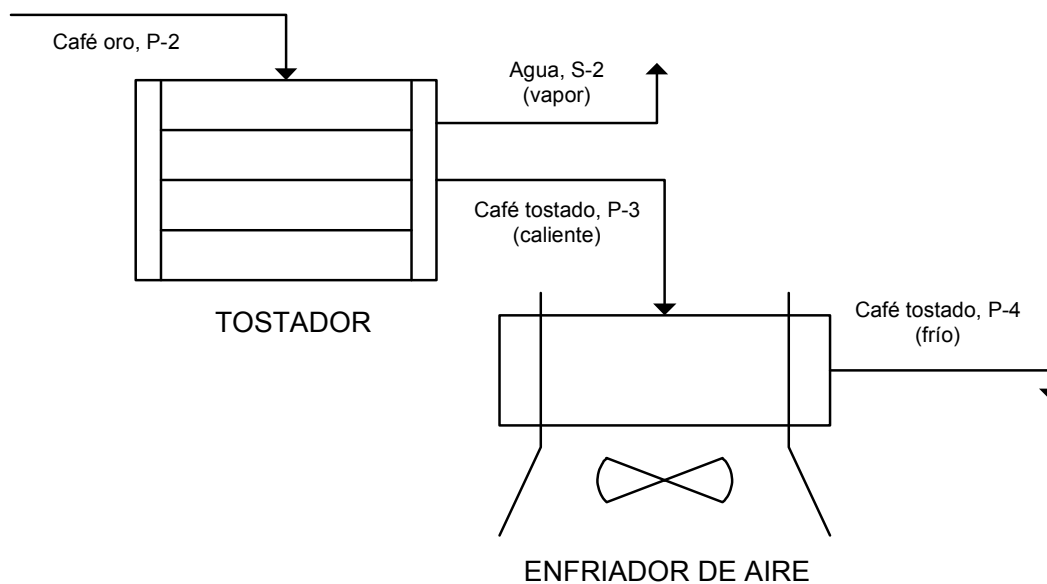 Café oro, P-2
Agua, S-2
(vapor)
Café tostado, P-3
(caliente)
TOSTADOR
Café tostado, P-4
(frío)
ENFRIADOR DE AIRE